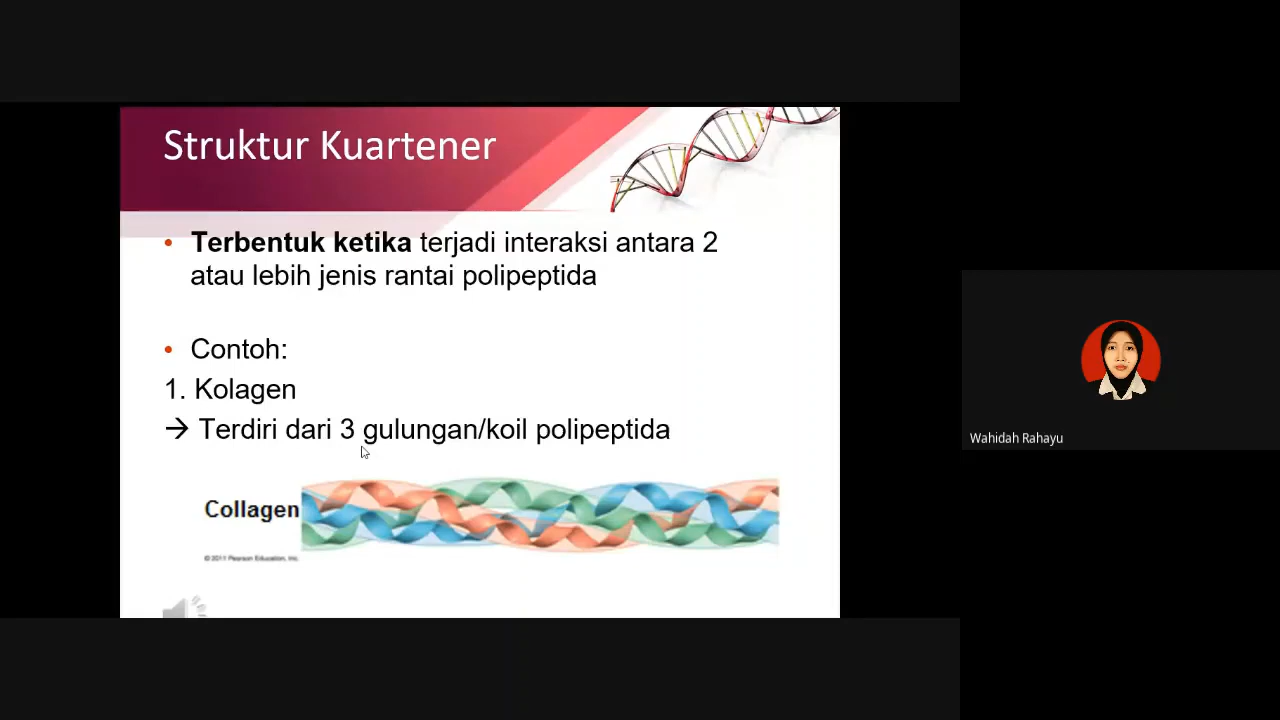 Struktur Kuartener
• Terbentuk ketika terjadi interaksi antara 2
atau lebih jenis rantai polipeptida
• Contoh:
1. Kolagen
→ Terdiri dari 3 gulungan/koil polipeptida
Collagen
© 2011 Pearson Education, Inc.
Wahidah Rahayu